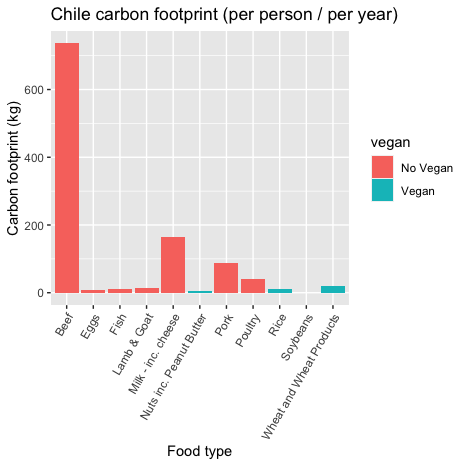 Chile carbon footprint (per person / per year)
Carbon footprint (kg)
600
400
200
0
Beef
Eggs
Fish
Lamb & Goat
Milk - inc. cheese
Nuts inc. Peanut Butter
Pork
Poultry
Rice
Soybeans
Wheat and Wheat Products
Food type
vegan
No Vegan
Vegan